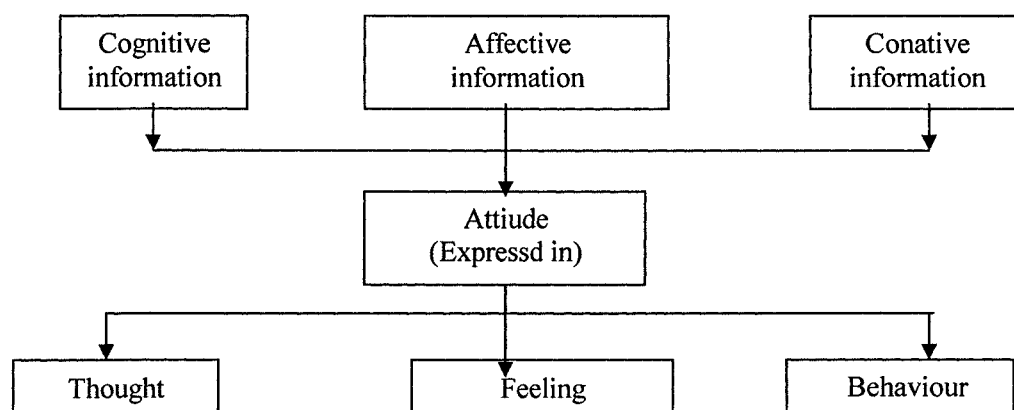 Cognitive
information
Affective
information
Conative
information
Attiude
(Expressd in)
Thought
Feeling
Behaviour